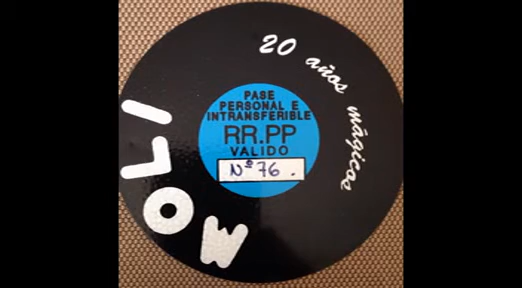 20 años mágicos
PASE
PERSONAL E
INTRANSFERIBLE
RR.PP
VALIDO
Nº 76.
MOLI